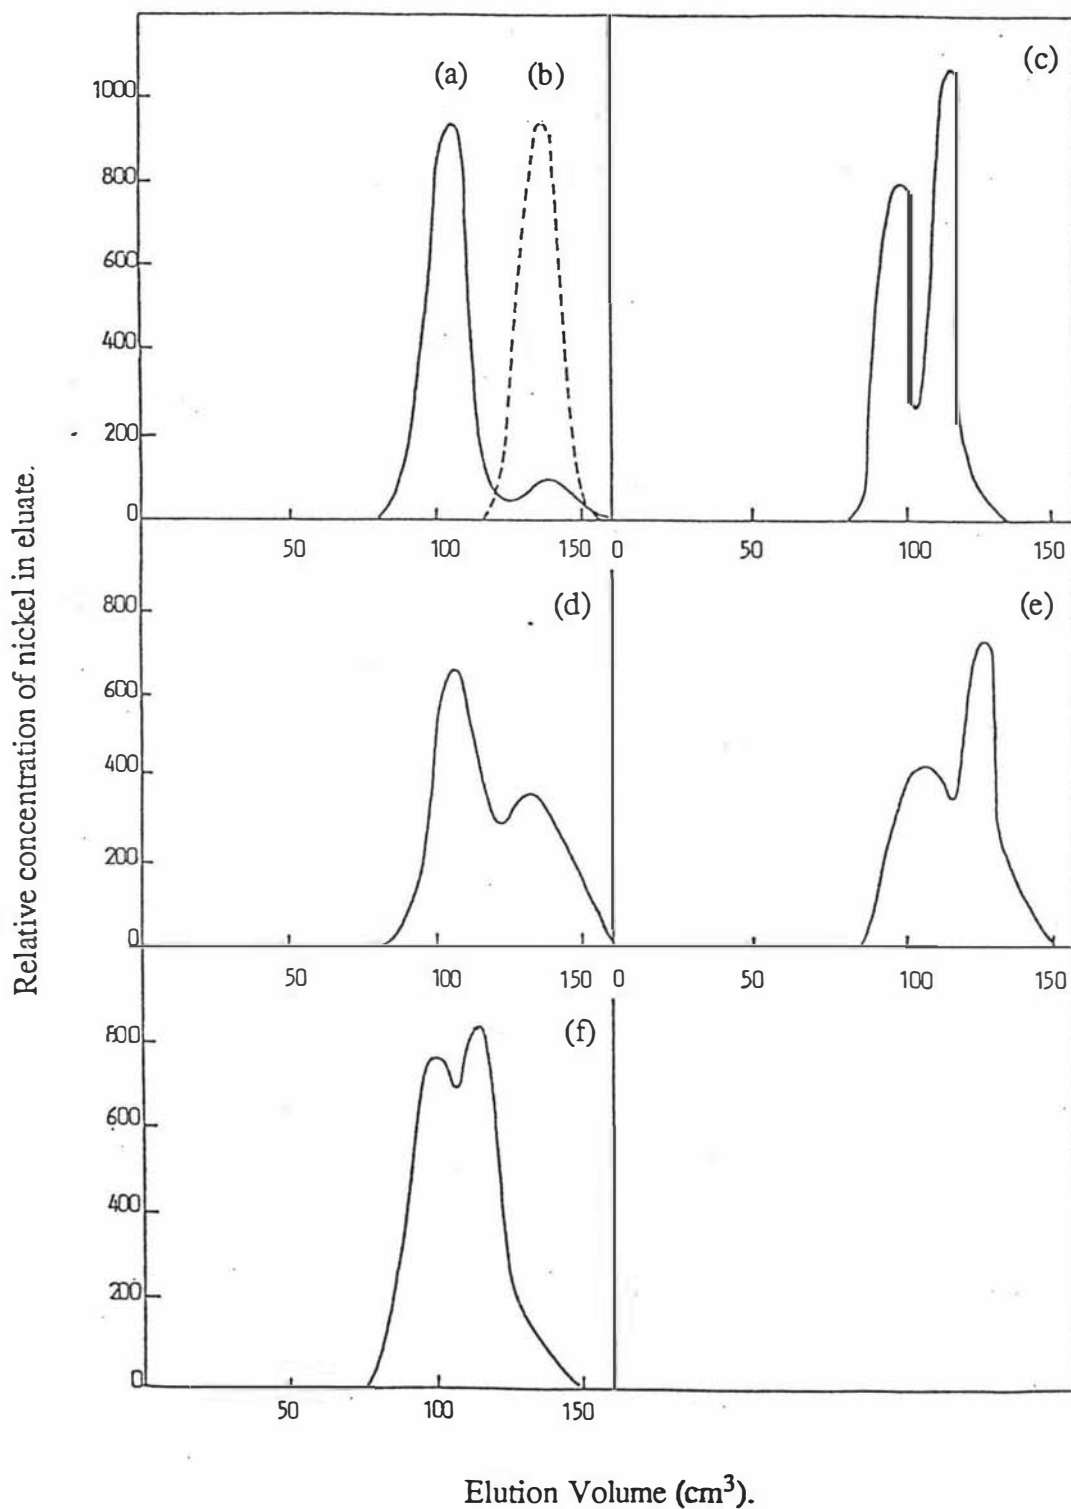 (a) (b) (c)
1000
800
600
400
200
0
50 100 150 0 50 100 150
(d) (e)
800
600
400
200
0
50 100 150 0 50 100 150
(f)
800
600
400
200
0
50 100 150
Relative concentration of nickel in eluate.
Elution Volume (cm³).